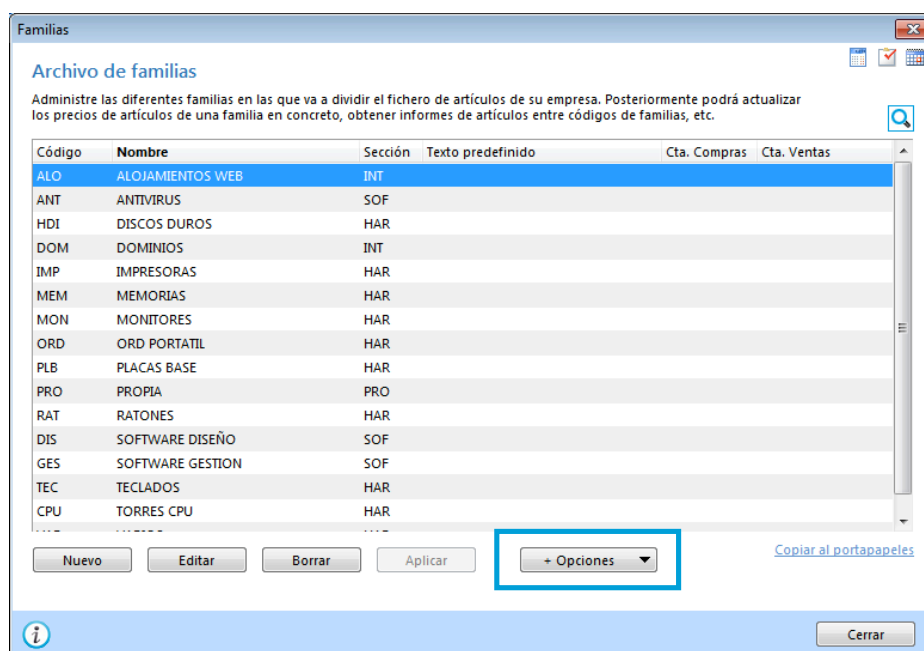 Familias
Archivo de familias
Administre las diferentes familias en las que va a dividir el fichero de artículos de su empresa. Posteriormente podrá actualizar
los precios de artículos de una familia en concreto, obtener informes de artículos entre códigos de familias, etc.
Código Nombre Sección Texto predefinido Cta. Compras Cta. Ventas
ALO ALOJAMIENTOS WEB INT
ANT ANTIVIRUS SOF
HDI DISCOS DUROS HAR
DOM DOMINIOS INT
IMP IMPRESORAS HAR
MEM MEMORIAS HAR
MON MONITORES HAR
ORD ORD PORTATIL HAR
PLB PLACAS BASE HAR
PRO PROPIA PRO
RAT RATONES HAR
DIS SOFTWARE DISEÑO SOF
GES SOFTWARE GESTION SOF
TEC TECLADOS HAR
CPU TORRES CPU HAR
Nuevo Editar Borrar Aplicar + Opciones Copiar al portapapeles
Cerrar